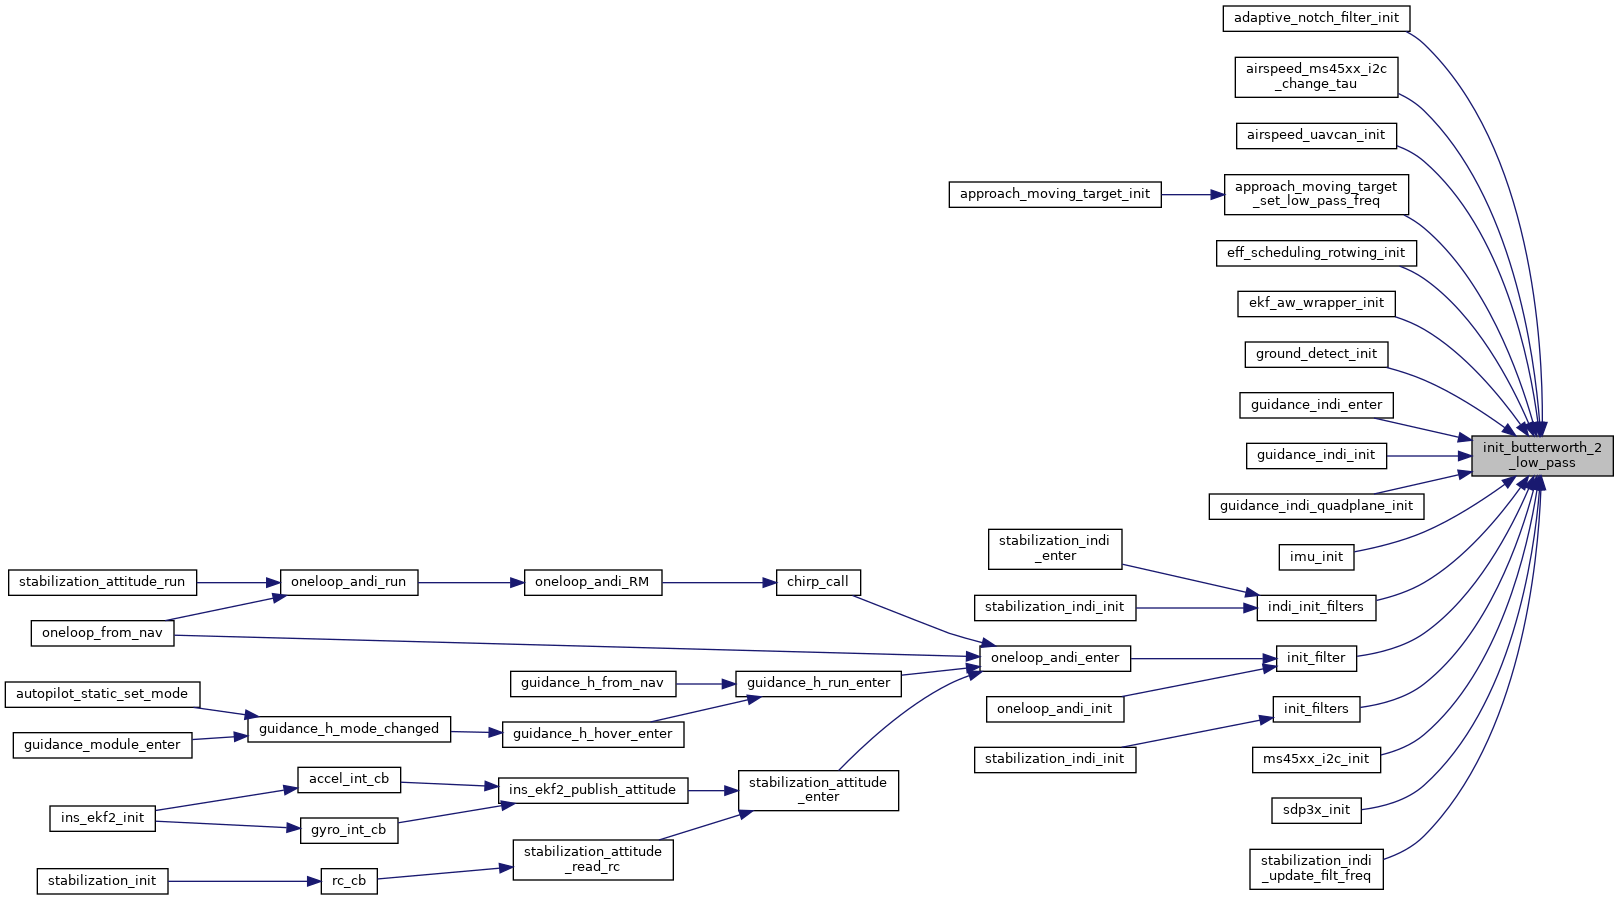 adaptive_notch_filter_init
airspeed_ms45xx_i2c
_change_tau
airspeed_uavcan_init
approach_moving_target_init
approach_moving_target
_set_low_pass_freq
eff_scheduling_rotwing_init
ekf_aw_wrapper_init
ground_detect_init
guidance_indi_enter
init_butterworth_2
_low_pass
guidance_indi_init
guidance_indi_quadplane_init
imu_init
stabilization_indi
_enter
stabilization_attitude_run
oneloop_andi_run
oneloop_andi_RM
chirp_call
stabilization_indi_init
indi_init_filters
oneloop_from_nav
oneloop_andi_enter
init_filter
guidance_h_from_nav
guidance_h_run_enter
autopilot_static_set_mode
oneloop_andi_init
init_filters
guidance_h_mode_changed
guidance_h_hover_enter
guidance_module_enter
stabilization_indi_init
ms45xx_i2c_init
accel_int_cb
ins_ekf2_publish_attitude
stabilization_attitude
_enter
ins_ekf2_init
gyro_int_cb
sdp3x_init
stabilization_attitude
_read_rc
stabilization_indi
_update_filt_freq
stabilization_init
rc_cb